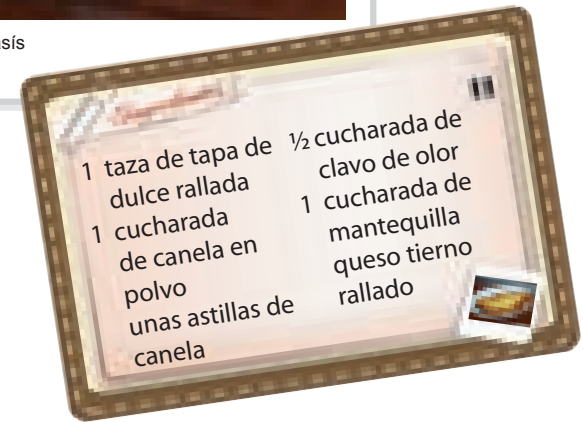 asís
1 taza de tapa de
dulce rallada
1 cucharada
de canela en
polvo
unas astillas de
canela
½ cucharada de
clavo de olor
1 cucharada de
mantequilla
queso tierno
rallado